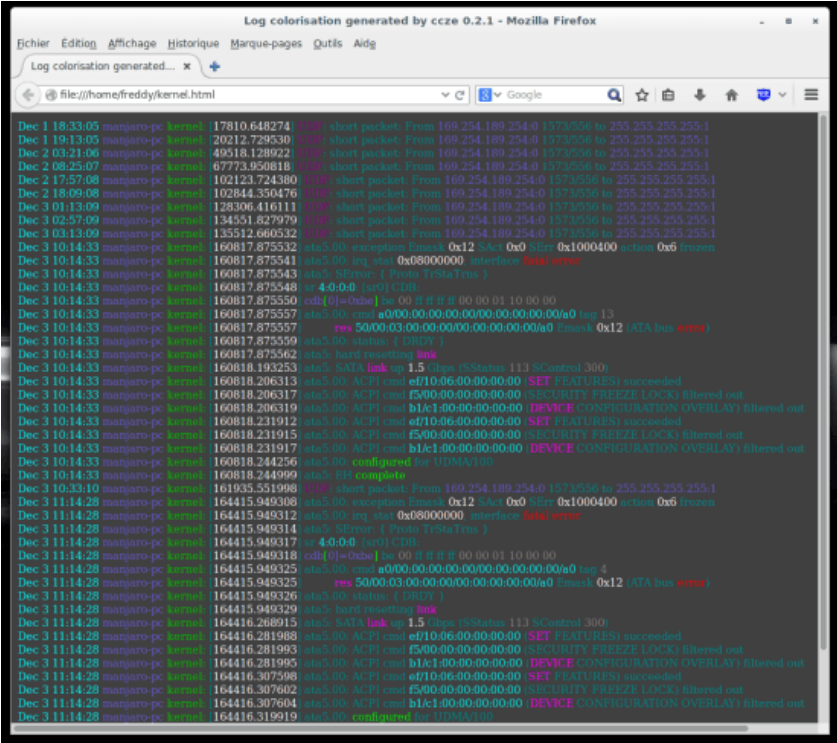 Log colorisation generated by ccze 0.2.1 - Mozilla Firefox
Fichier Édition Affichage Historique Marque-pages Outils Aide
Log colorisation generated...
file:///home/freddy/kernel.html Google
Dec 1 18:33:05 manjaro-pc kernel: [17810.648274] UDP: short packet: From 169.254.189.254:0 1573/556 to 255.255.255.255:1
Dec 1 19:13:05 manjaro-pc kernel: [20212.729530] UDP: short packet: From 169.254.189.254:0 1573/556 to 255.255.255.255:1
Dec 2 03:21:06 manjaro-pc kernel: [49518.128922] UDP: short packet: From 169.254.189.254:0 1573/556 to 255.255.255.255:1
Dec 2 08:25:07 manjaro-pc kernel: [67773.950818] UDP: short packet: From 169.254.189.254:0 1573/556 to 255.255.255.255:1
Dec 2 17:57:08 manjaro-pc kernel: [102123.724380] UDP: short packet: From 169.254.189.254:0 1573/556 to 255.255.255.255:1
Dec 2 18:09:08 manjaro-pc kernel: [102844.350476] UDP: short packet: From 169.254.189.254:0 1573/556 to 255.255.255.255:1
Dec 3 01:13:09 manjaro-pc kernel: [128306.416111] UDP: short packet: From 169.254.189.254:0 1573/556 to 255.255.255.255:1
Dec 3 02:57:09 manjaro-pc kernel: [134551.827979] UDP: short packet: From 169.254.189.254:0 1573/556 to 255.255.255.255:1
Dec 3 03:13:09 manjaro-pc kernel: [135512.660532] UDP: short packet: From 169.254.189.254:0 1573/556 to 255.255.255.255:1
Dec 3 10:14:33 manjaro-pc kernel: [160817.875532] ata5.00: exception Emask 0x12 SAct 0x0 SErr 0x1000400 action 0x6 frozen
Dec 3 10:14:33 manjaro-pc kernel: [160817.875541] ata5.00: irq_stat 0x08000000, interface fatal error
Dec 3 10:14:33 manjaro-pc kernel: [160817.875543] ata5: SError: { Proto TrStaTrns }
Dec 3 10:14:33 manjaro-pc kernel: [160817.875548] sr 4:0:0:0: [sr0] CDB:
Dec 3 10:14:33 manjaro-pc kernel: [160817.875550] cdb[0]=0xbe] be 00 ff ff ff ff 00 00 01 10 00 00
Dec 3 10:14:33 manjaro-pc kernel: [160817.875557] ata5.00: cmd a0/00:00:00:00:00/00:00:00:00:00/a0 tag 13
Dec 3 10:14:33 manjaro-pc kernel: [160817.875557] res 50/00:03:00:00:00/00:00:00:00:00/a0 Emask 0x12 (ATA bus error)
Dec 3 10:14:33 manjaro-pc kernel: [160817.875559] ata5.00: status: { DRDY }
Dec 3 10:14:33 manjaro-pc kernel: [160817.875562] ata5: hard resetting link
Dec 3 10:14:33 manjaro-pc kernel: [160818.193253] ata5: SATA link up 1.5 Gbps (SStatus 113 SControl 300)
Dec 3 10:14:33 manjaro-pc kernel: [160818.206313] ata5.00: ACPI cmd ef/10:06:00:00:00:00 (SET FEATURES) succeeded
Dec 3 10:14:33 manjaro-pc kernel: [160818.206317] ata5.00: ACPI cmd f5/00:00:00:00:00:00 (SECURITY FREEZE LOCK) filtered out
Dec 3 10:14:33 manjaro-pc kernel: [160818.206319] ata5.00: ACPI cmd b1/c1:00:00:00:00:00 (DEVICE CONFIGURATION OVERLAY) filtered out
Dec 3 10:14:33 manjaro-pc kernel: [160818.231912] ata5.00: ACPI cmd ef/10:06:00:00:00:00 (SET FEATURES) succeeded
Dec 3 10:14:33 manjaro-pc kernel: [160818.231915] ata5.00: ACPI cmd f5/00:00:00:00:00:00 (SECURITY FREEZE LOCK) filtered out
Dec 3 10:14:33 manjaro-pc kernel: [160818.231917] ata5.00: ACPI cmd b1/c1:00:00:00:00:00 (DEVICE CONFIGURATION OVERLAY) filtered out
Dec 3 10:14:33 manjaro-pc kernel: [160818.244256] ata5.00: configured for UDMA/100
Dec 3 10:14:33 manjaro-pc kernel: [160818.244999] ata5: EH complete
Dec 3 10:33:10 manjaro-pc kernel: [161935.551998] UDP: short packet: From 169.254.189.254:0 1573/556 to 255.255.255.255:1
Dec 3 11:14:28 manjaro-pc kernel: [164415.949308] ata5.00: exception Emask 0x12 SAct 0x0 SErr 0x1000400 action 0x6 frozen
Dec 3 11:14:28 manjaro-pc kernel: [164415.949312] ata5.00: irq_stat 0x08000000, interface fatal error
Dec 3 11:14:28 manjaro-pc kernel: [164415.949314] ata5: SError: { Proto TrStaTrns }
Dec 3 11:14:28 manjaro-pc kernel: [164415.949317] sr 4:0:0:0: [sr0] CDB:
Dec 3 11:14:28 manjaro-pc kernel: [164415.949318] cdb[0]=0xbe] be 00 ff ff ff ff 00 00 01 10 00 00
Dec 3 11:14:28 manjaro-pc kernel: [164415.949325] ata5.00: cmd a0/00:00:00:00:00/00:00:00:00:00/a0 tag 4
Dec 3 11:14:28 manjaro-pc kernel: [164415.949325] res 50/00:03:00:00:00/00:00:00:00:00/a0 Emask 0x12 (ATA bus error)
Dec 3 11:14:28 manjaro-pc kernel: [164415.949326] ata5.00: status: { DRDY }
Dec 3 11:14:28 manjaro-pc kernel: [164415.949329] ata5: hard resetting link
Dec 3 11:14:28 manjaro-pc kernel: [164416.268915] ata5: SATA link up 1.5 Gbps (SStatus 113 SControl 300)
Dec 3 11:14:28 manjaro-pc kernel: [164416.281988] ata5.00: ACPI cmd ef/10:06:00:00:00:00 (SET FEATURES) succeeded
Dec 3 11:14:28 manjaro-pc kernel: [164416.281993] ata5.00: ACPI cmd f5/00:00:00:00:00:00 (SECURITY FREEZE LOCK) filtered out
Dec 3 11:14:28 manjaro-pc kernel: [164416.281995] ata5.00: ACPI cmd b1/c1:00:00:00:00:00 (DEVICE CONFIGURATION OVERLAY) filtered out
Dec 3 11:14:28 manjaro-pc kernel: [164416.307598] ata5.00: ACPI cmd ef/10:06:00:00:00:00 (SET FEATURES) succeeded
Dec 3 11:14:28 manjaro-pc kernel: [164416.307602] ata5.00: ACPI cmd f5/00:00:00:00:00:00 (SECURITY FREEZE LOCK) filtered out
Dec 3 11:14:28 manjaro-pc kernel: [164416.307604] ata5.00: ACPI cmd b1/c1:00:00:00:00:00 (DEVICE CONFIGURATION OVERLAY) filtered out
Dec 3 11:14:28 manjaro-pc kernel: [164416.319919] ata5.00: configured for UDMA/100